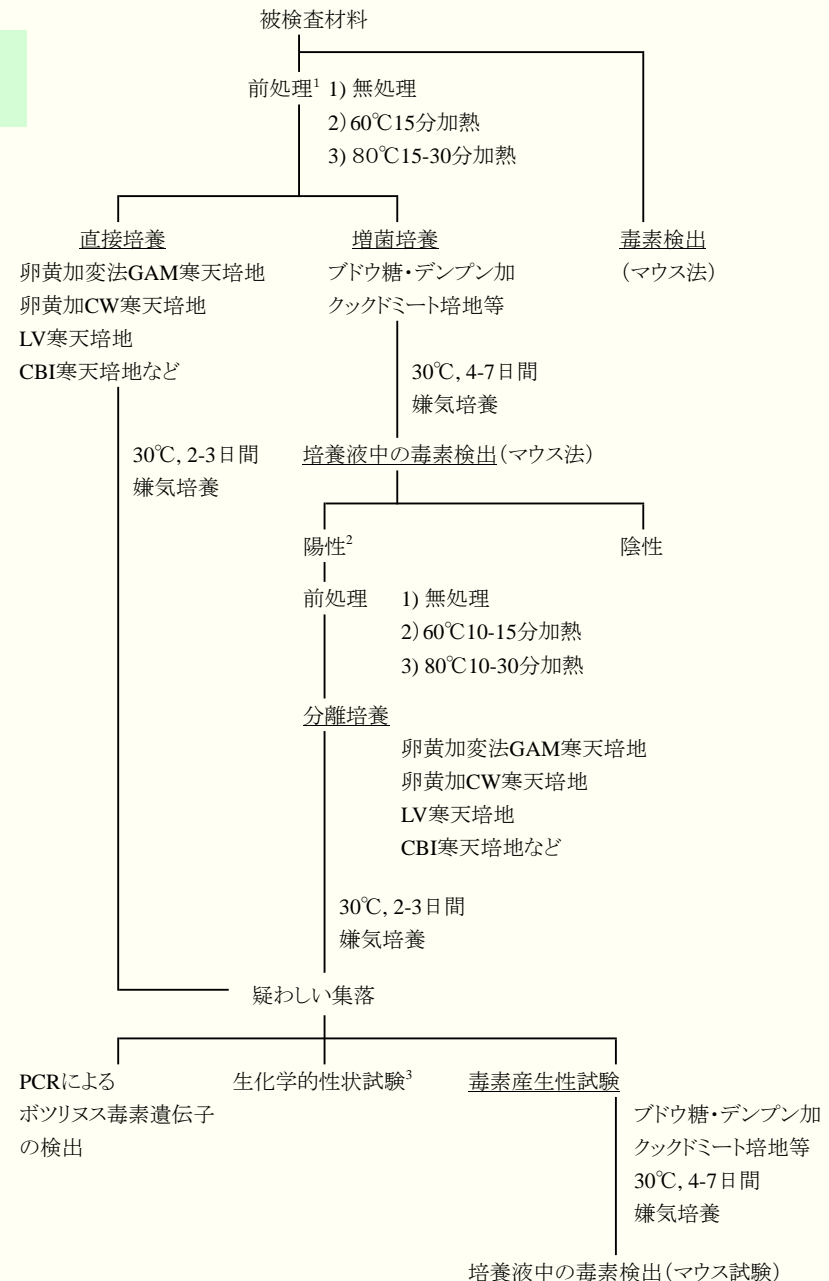 被検査材料
前処理1 1) 無処理
2)60℃15分加熱
3) 80℃15-30分加熱
直接培養
卵黄加変法GAM寒天培地
卵黄加CW寒天培地
LV寒天培地
CBI寒天培地など
増菌培養
ブドウ糖・デンプン加
クックドミート培地等
毒素検出
(マウス法)
30℃, 4-7日間
嫌気培養
30℃, 2-3日間
嫌気培養
培養液中の毒素検出(マウス法)
陽性2
陰性
前処理 1) 無処理
2)60℃10-15分加熱
3) 80℃10-30分加熱
分離培養
卵黄加変法GAM寒天培地
卵黄加CW寒天培地
LV寒天培地
CBI寒天培地など
30℃, 2-3日間
嫌気培養
疑わしい集落
PCRによる
ボツリヌス毒素遺伝子
の検出
生化学的性状試験3
毒素産生性試験
ブドウ糖・デンプン加
クックドミート培地等
30℃, 4-7日間
嫌気培養
培養液中の毒素検出(マウス試験)